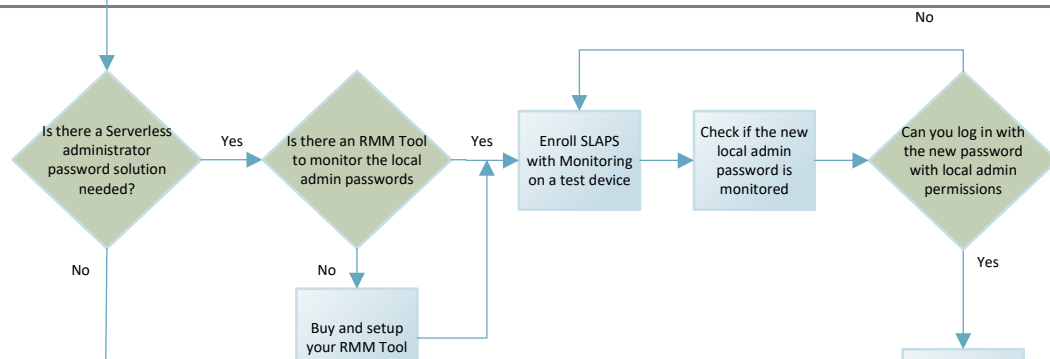 No
Is there a Serverless
administrator
password solution
needed?
Yes
Is there an RMM Tool
to monitor the local
admin passwords
Yes
Enroll SLAPS
with Monitoring
on a test device
Check if the new
local admin
password is
monitored
Can you log in with
the new password
with local admin
permissions
No
No
Yes
Buy and setup
your RMM Tool